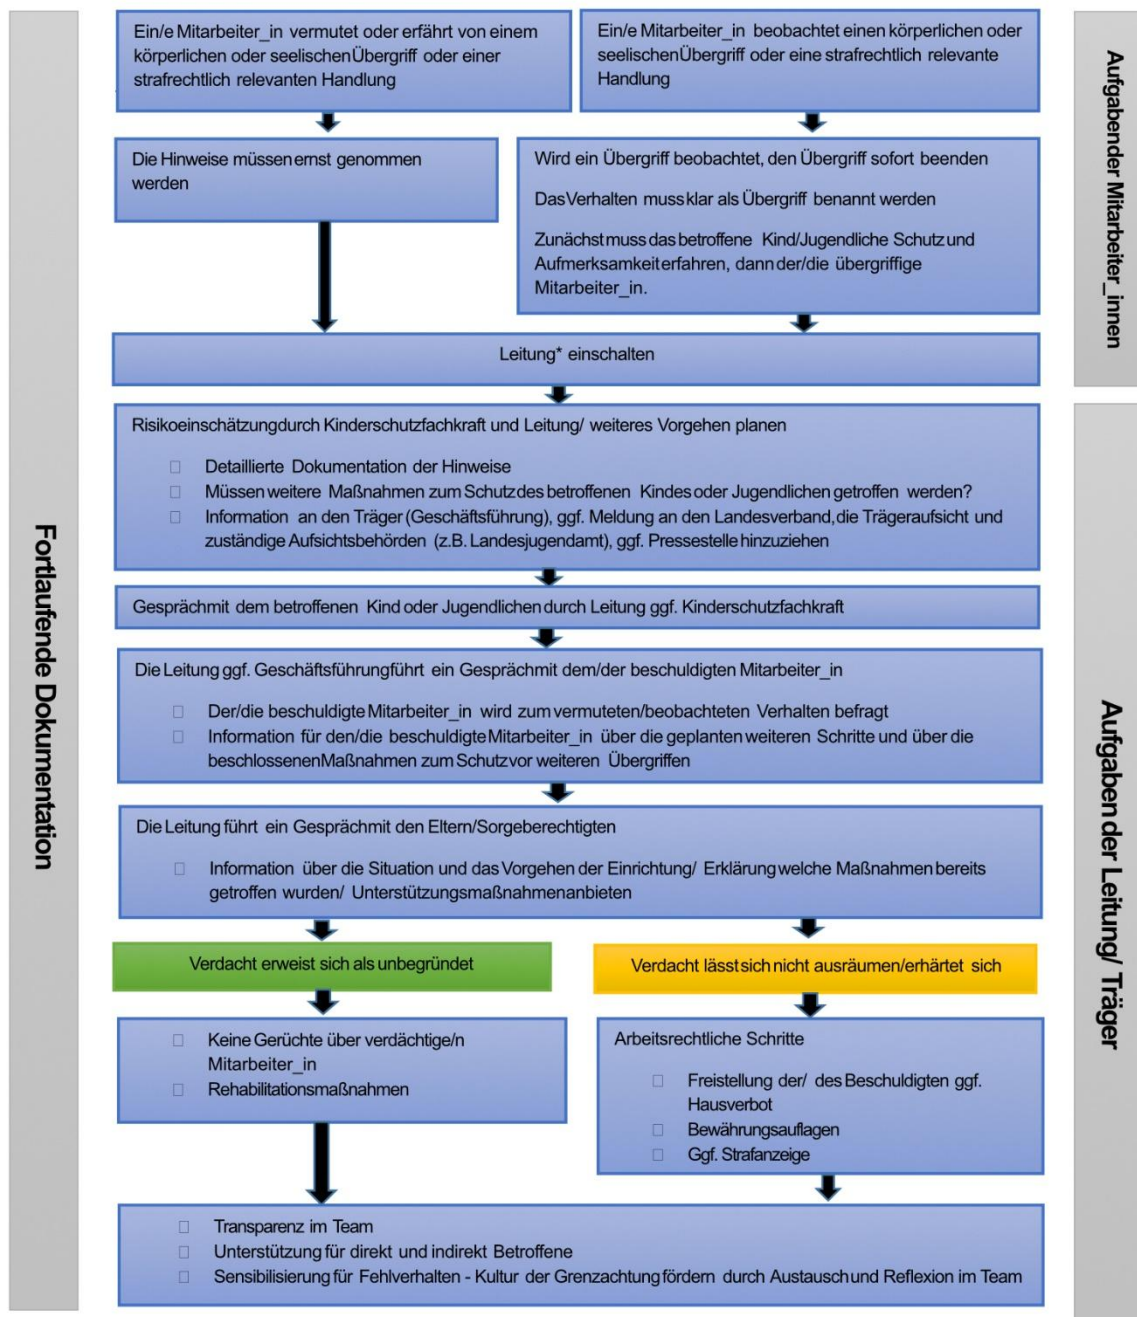 Ein/e Mitarbeiter_in vermutet oder erfährt von einem
körperlichen oder seelischen Übergriff oder einer
strafrechtlich relevanten Handlung
Ein/e Mitarbeiter_in beobachtet einen körperlichen oder
seelischen Übergriff oder eine strafrechtlich relevante
Handlung
Die Hinweise müssen ernst genommen
werden
Wird ein Übergriff beobachtet, den Übergriff sofort beenden
Das Verhalten muss klar als Übergriff benannt werden
Zunächst muss das betroffene Kind/Jugendliche Schutz und
Aufmerksamkeit erfahren, dann der/die übergriffige
Mitarbeiter_in.
Leitung* einschalten
Aufgaben der Mitarbeiter_innen
Risikoeinschätzung durch Kinderschutzfachkraft und Leitung/ weiteres Vorgehen planen
Detaillierte Dokumentation der Hinweise
Müssen weitere Maßnahmen zum Schutz des betroffenen Kindes oder Jugendlichen getroffen werden?
Information an den Träger (Geschäftsführung), ggf. Meldung an den Landesverband, die Trägeraufsicht und
zuständige Aufsichtsbehörden (z.B. Landesjugendamt), ggf. Pressestelle hinzuziehen
Gespräch mit dem betroffenen Kind oder Jugendlichen durch Leitung ggf. Kinderschutzfachkraft
Die Leitung ggf. Geschäftsführung führt ein Gespräch mit dem/der beschuldigten Mitarbeiter_in
Der/die beschuldigte Mitarbeiter_in wird zum vermuteten/beobachteten Verhalten befragt
Information für den/die beschuldigte Mitarbeiter_in über die geplanten weiteren Schritte und über die
beschlossenen Maßnahmen zum Schutz vor weiteren Übergriffen
Die Leitung führt ein Gespräch mit den Eltern/Sorgeberechtigten
Information über die Situation und das Vorgehen der Einrichtung/ Erklärung welche Maßnahmen bereits
getroffen wurden/ Unterstützungsmaßnahmen anbieten
Verdacht erweist sich als unbegründet
Verdacht lässt sich nicht ausräumen/erhärtet sich
Keine Gerüchte über verdächtige/n
Mitarbeiter_in
Rehabilitationsmaßnahmen
Arbeitsrechtliche Schritte
Freistellung der/ des Beschuldigten ggf.
Hausverbot
Bewährungsauflagen
Ggf. Strafanzeige
Transparenz im Team
Unterstützung für direkt und indirekt Betroffene
Sensibilisierung für Fehlverhalten - Kultur der Grenzachtung fördern durch Austausch und Reflexion im Team
Fortlaufende Dokumentation
Aufgaben der Leitung/ Träger